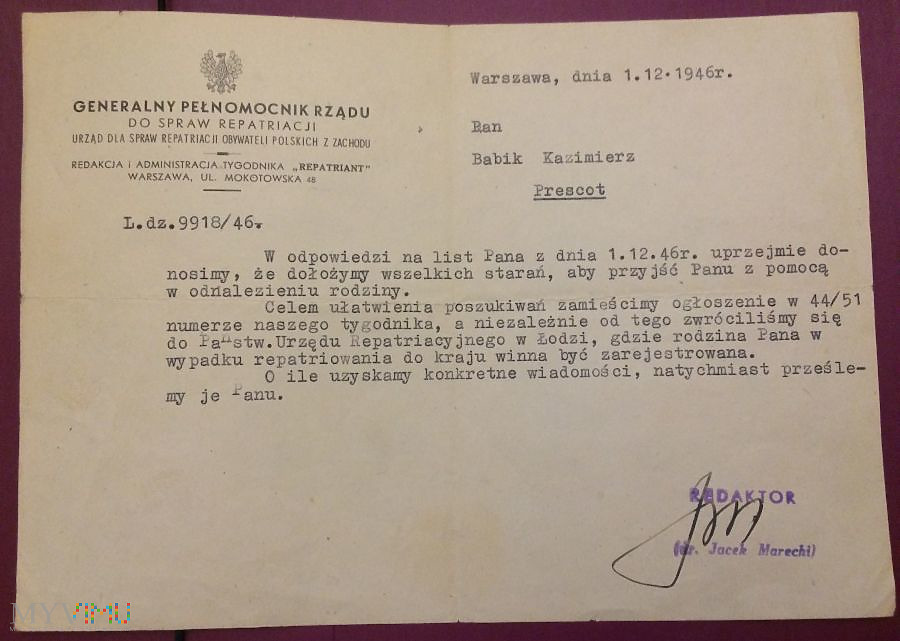 GENERALNY PEŁNOMOCNIK RZĄDU
DO SPRAW REPATRIACJI
URZĄD DLA SPRAW REPATRIACJI OBYWATELI POLSKICH Z ZACHODU
REDAKCJA I ADMINISTRACJA TYGODNIKA „REPATRIANT"
WARSZAWA, UL. MOKOTOWSKA 48
L.dz.9918/46.
Warszawa, dnia 1.12.1946r.
Pan
Babik Kazimierz
Prescot
W odpowiedzi na list Pana z dnia 1.12.46r. uprzejmie do-
nosimy, że dołożymy wszelkich starań, aby przyjść Panu z pomocą
w odnalezieniu rodziny.
Celem ułatwienia poszukiwań zamieścimy ogłoszenie w 44/51
numerze naszego tygodnika, a niezależnie od tego zwróciliśmy się
do Państw.Urzędu Repatriacyjnego w Łodzi, gdzie rodzina Pana w
wypadku repatriowania do kraju winna być zarejestrowana.
O ile uzyskamy konkretne wiadomości, natychmiast prześle-
my je Panu.
REDAKTOR
(dr. Jacek Marecki)
MYVIMU